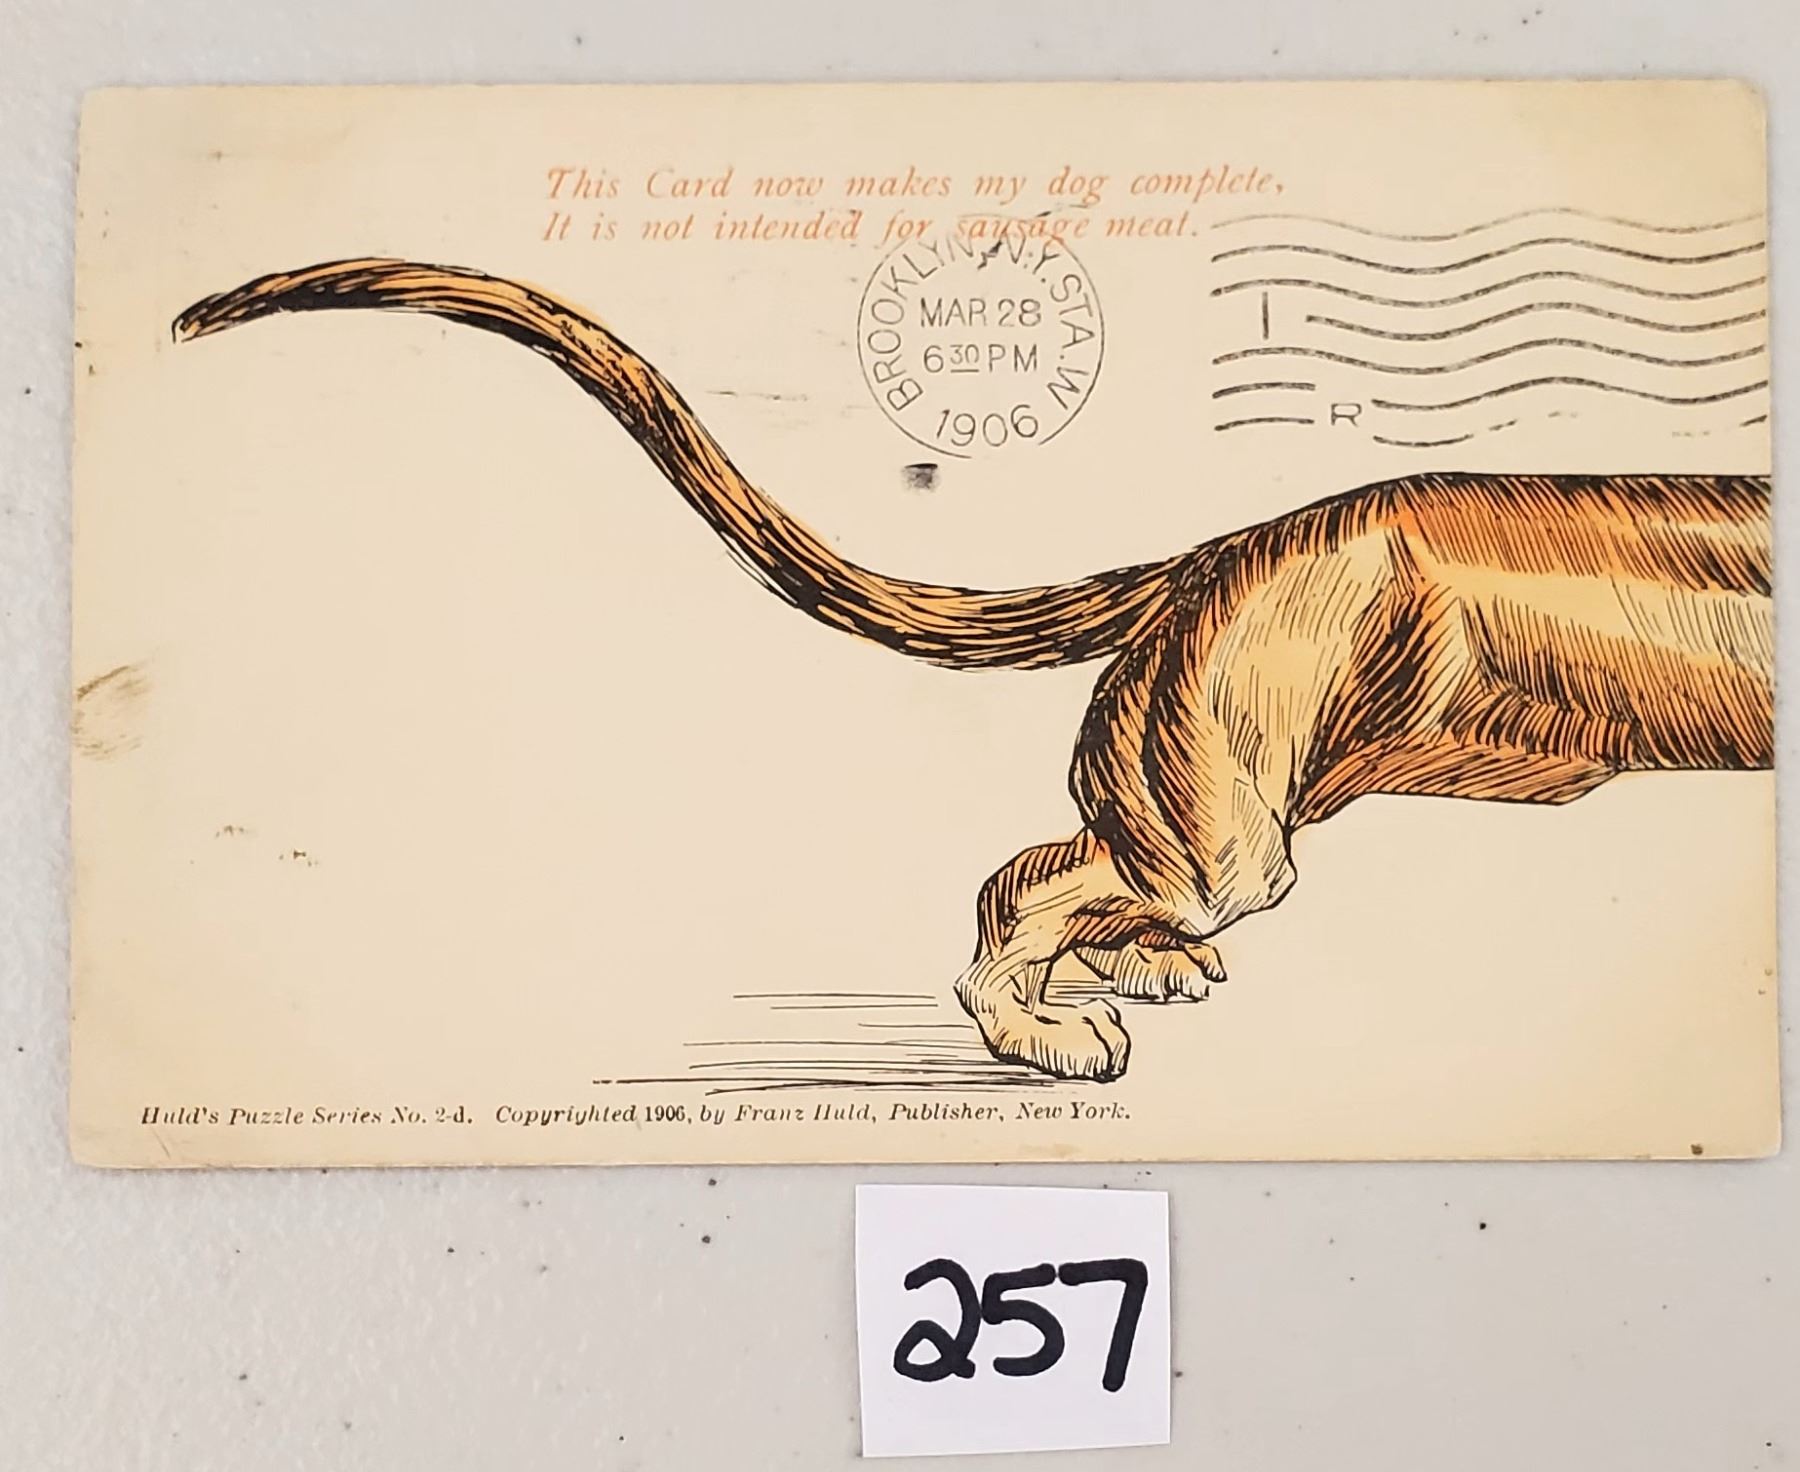 This Card now makes my dog complete,
It is not intended for sausage meat.
BROOKLYN, N.Y. STA. W
MAR 28
6 30 PM
1906
I
R
Huld's Puzzle Series No. 2-d. Copyrighted 1906, by Franz Huld, Publisher, New York.
257